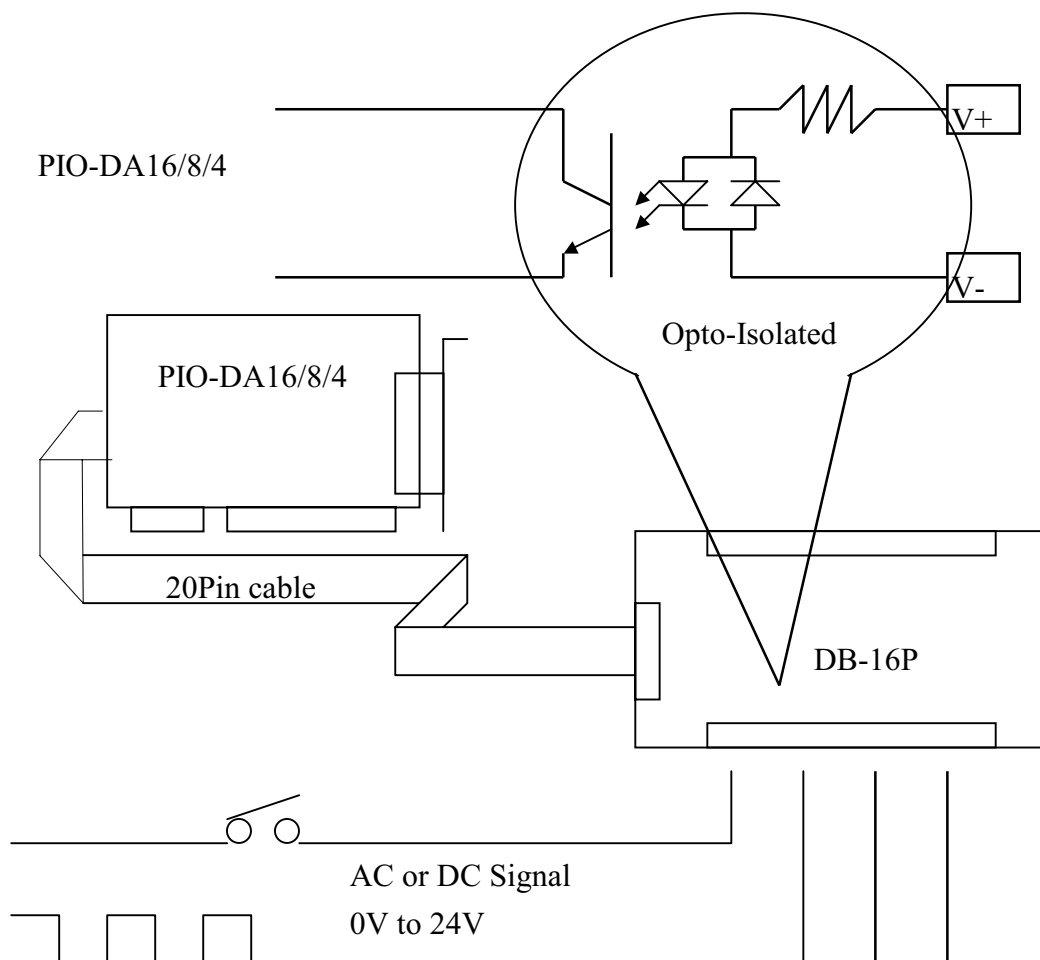 V+
PIO-DA16/8/4
V-
Opto-Isolated
PIO-DA16/8/4
20Pin cable
DB-16P
AC or DC Signal
0V to 24V